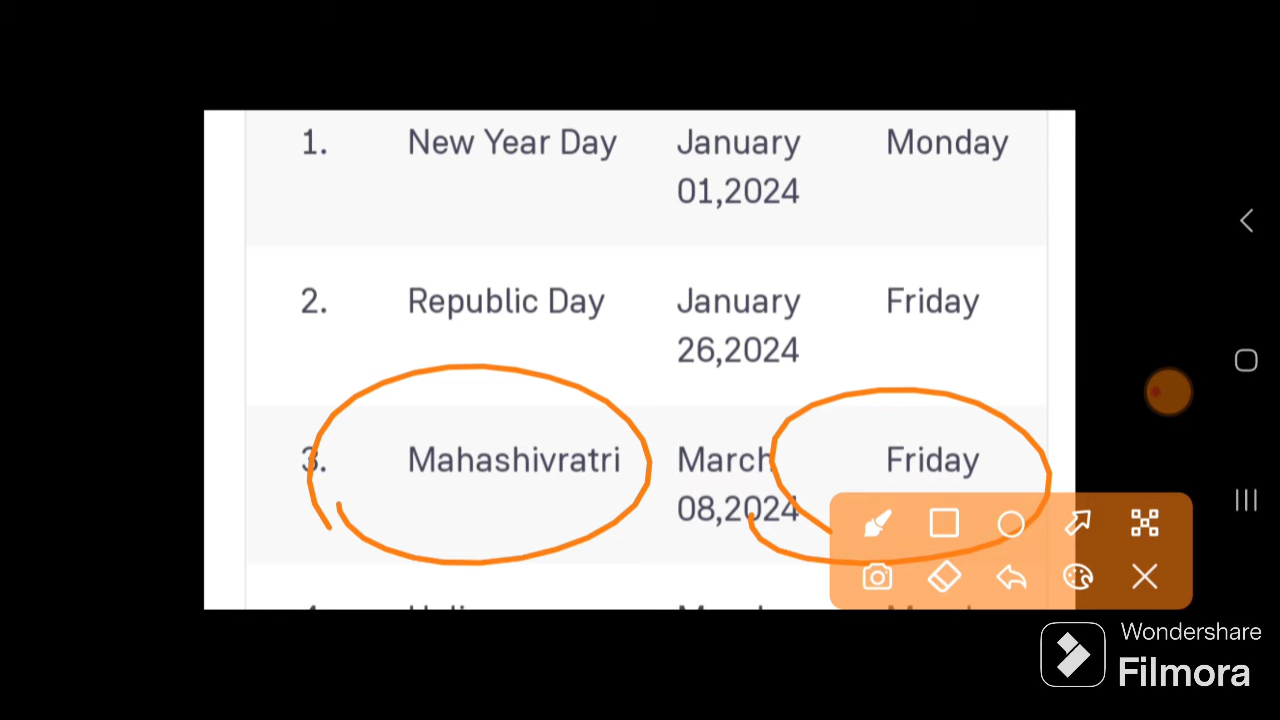 1. New Year Day January Monday
01,2024
2. Republic Day January Friday
26,2024
3. Mahashivratri March Friday
08,2024
Wondershare
Filmora